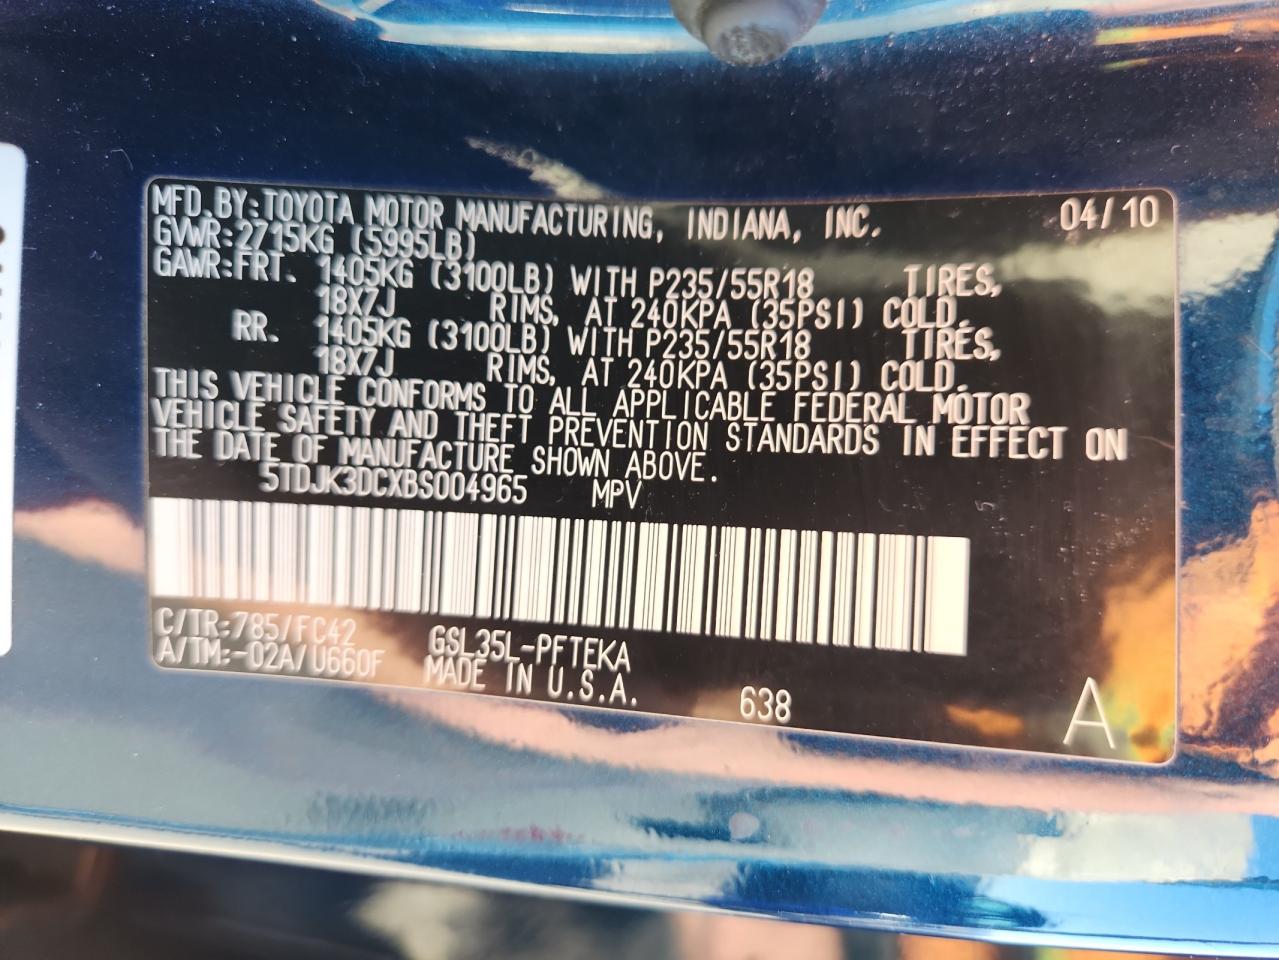 MFD.BY:TOYOTA MOTOR MANUFACTURING, INDIANA, INC. 04/10
GVWR:2715KG (5995LB)
GAWR:FRT. 1405KG (3100LB) WITH P235/55R18 TIRES,
18X7J RIMS, AT 240KPA (35PSI) COLD.
RR. 1405KG (3100LB) WITH P235/55R18 TIRES,
18X7J RIMS, AT 240KPA (35PSI) COLD.
THIS VEHICLE CONFORMS TO ALL APPLICABLE FEDERAL MOTOR
VEHICLE SAFETY AND THEFT PREVENTION STANDARDS IN EFFECT ON
THE DATE OF MANUFACTURE SHOWN ABOVE.
5TDJK3DCXBS004965 MPV
C/TR:785/FC42 GSL35L-PFTEKA
A/TM:-02A/U660F MADE IN U.S.A. 638 A